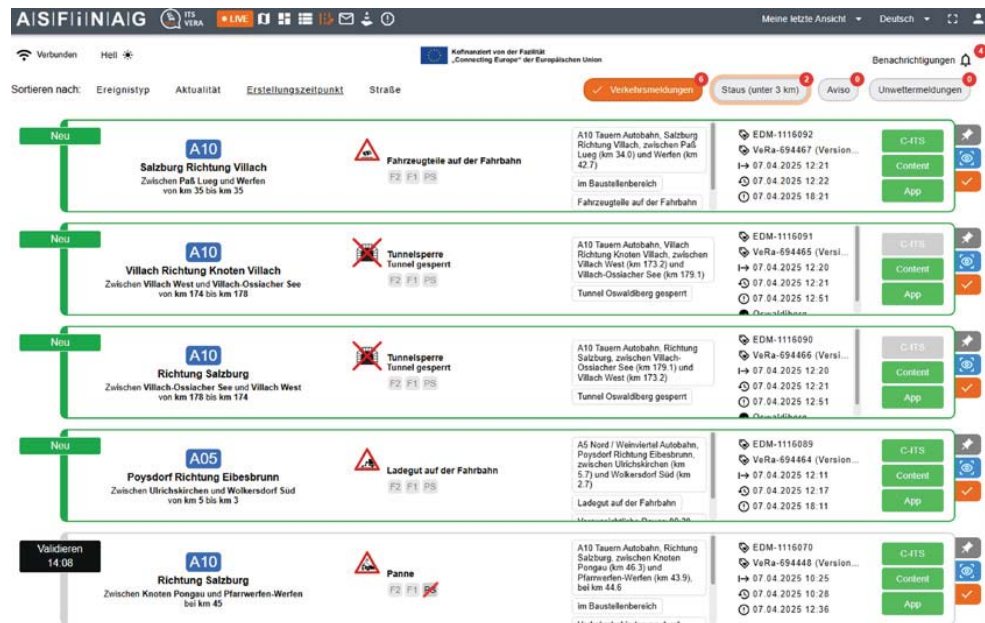 A|S|F|i|N|A|G ITS VERA LIVE Meine letzte Ansicht Deutsch
Verbunden Hell Kofinanziert von der Fazilität
„Connecting Europe“ der Europäischen Union
Benachrichtigungen 4
Sortieren nach: Ereignistyp Aktualität Erstellungszeitpunkt Straße Verkehrsmeldungen 6 Staus (unter 3 km) 2 Aviso 0 Unwettermeldungen 0
Neu
A10
Salzburg Richtung Villach
Zwischen Paß Lueg und Werfen
von km 35 bis km 35
Fahrzeugteile auf der Fahrbahn
F2 F1 PS
A10 Tauern Autobahn, Salzburg
Richtung Villach, zwischen Paß
Lueg (km 34.0) und Werfen (km
42.7)
im Baustellenbereich
Fahrzeugteile auf der Fahrbahn
EDM-1116092
VeRa-694467 (Version...
07.04.2025 12:21
07.04.2025 12:22
07.04.2025 18:21
C-ITS
Content
App
Neu
A10
Villach Richtung Knoten Villach
Zwischen Villach West und Villach-Ossiacher See
von km 174 bis km 178
Tunnelsperre
Tunnel gesperrt
F2 F1 PS
A10 Tauern Autobahn, Villach
Richtung Knoten Villach, zwischen
Villach West (km 173.2) und
Villach-Ossiacher See (km 179.1)
Tunnel Oswaldiberg gesperrt
EDM-1116091
VeRa-694465 (Versi...
07.04.2025 12:20
07.04.2025 12:21
07.04.2025 12:51
Oswaldiberg
C-ITS
Content
App
Neu
A10
Richtung Salzburg
Zwischen Villach-Ossiacher See und Villach West
von km 178 bis km 174
Tunnelsperre
Tunnel gesperrt
F2 F1 PS
A10 Tauern Autobahn, Richtung
Salzburg, zwischen Villach-
Ossiacher See (km 179.1) und
Villach West (km 173.2)
Tunnel Oswaldiberg gesperrt
EDM-1116090
VeRa-694466 (Versi...
07.04.2025 12:20
07.04.2025 12:21
07.04.2025 12:51
Oswaldiberg
C-ITS
Content
App
Neu
A05
Poysdorf Richtung Eibesbrunn
Zwischen Ulrichskirchen und Wolkersdorf Süd
von km 5 bis km 3
Ladegut auf der Fahrbahn
F2 F1 PS
A5 Nord / Weinviertel Autobahn,
Poysdorf Richtung Eibesbrunn,
zwischen Ulrichskirchen (km
5.7) und Wolkersdorf Süd (km
2.7)
Ladegut auf der Fahrbahn
EDM-1116089
VeRa-694464 (Version...
07.04.2025 12:11
07.04.2025 12:17
07.04.2025 18:11
C-ITS
Content
App
Validieren
14:08
A10
Richtung Salzburg
Zwischen Knoten Pongau und Pfarrwerfen-Werfen
bei km 45
Panne
F2 F1 PS
A10 Tauern Autobahn, Richtung
Salzburg, zwischen Knoten
Pongau (km 46.3) und
Pfarrwerfen-Werfen (km 43.9),
bei km 44.6
im Baustellenbereich
EDM-1116070
VeRa-694448 (Version...
07.04.2025 10:25
07.04.2025 10:28
07.04.2025 12:36
C-ITS
Content
App